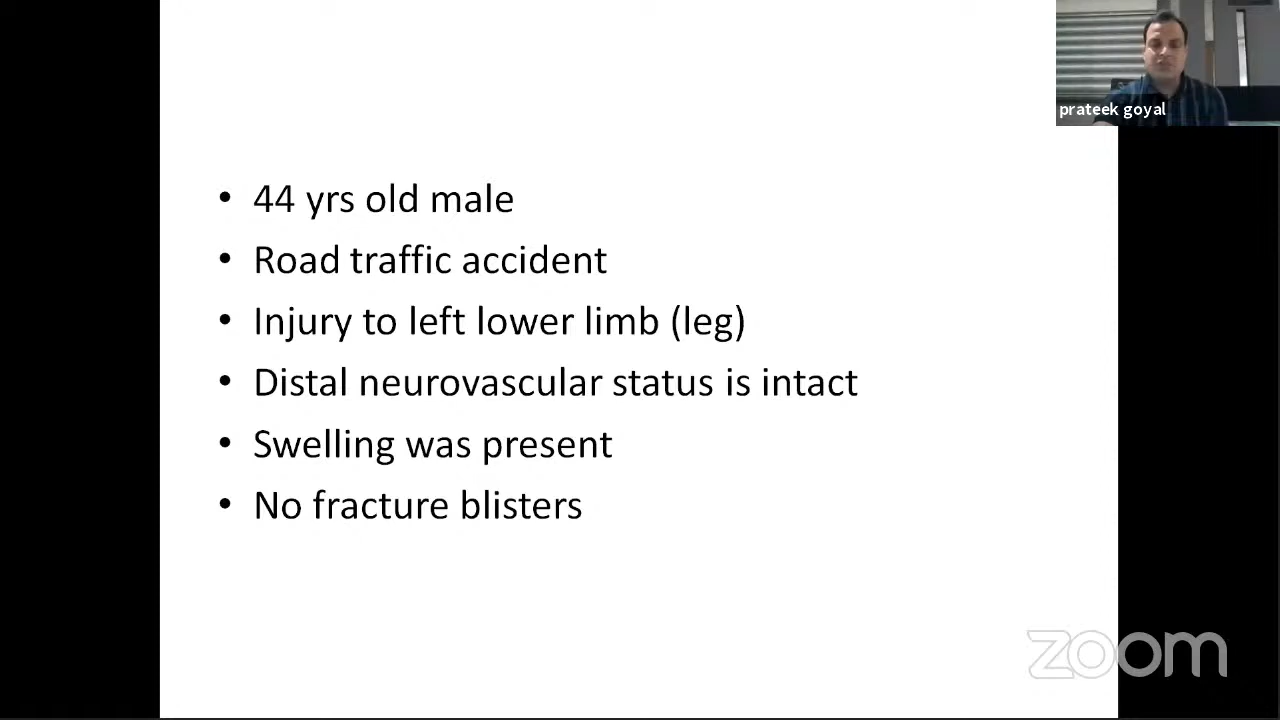 prateek goyal
• 44 yrs old male
• Road traffic accident
• Injury to left lower limb (leg)
• Distal neurovascular status is intact
• Swelling was present
• No fracture blisters
zoom